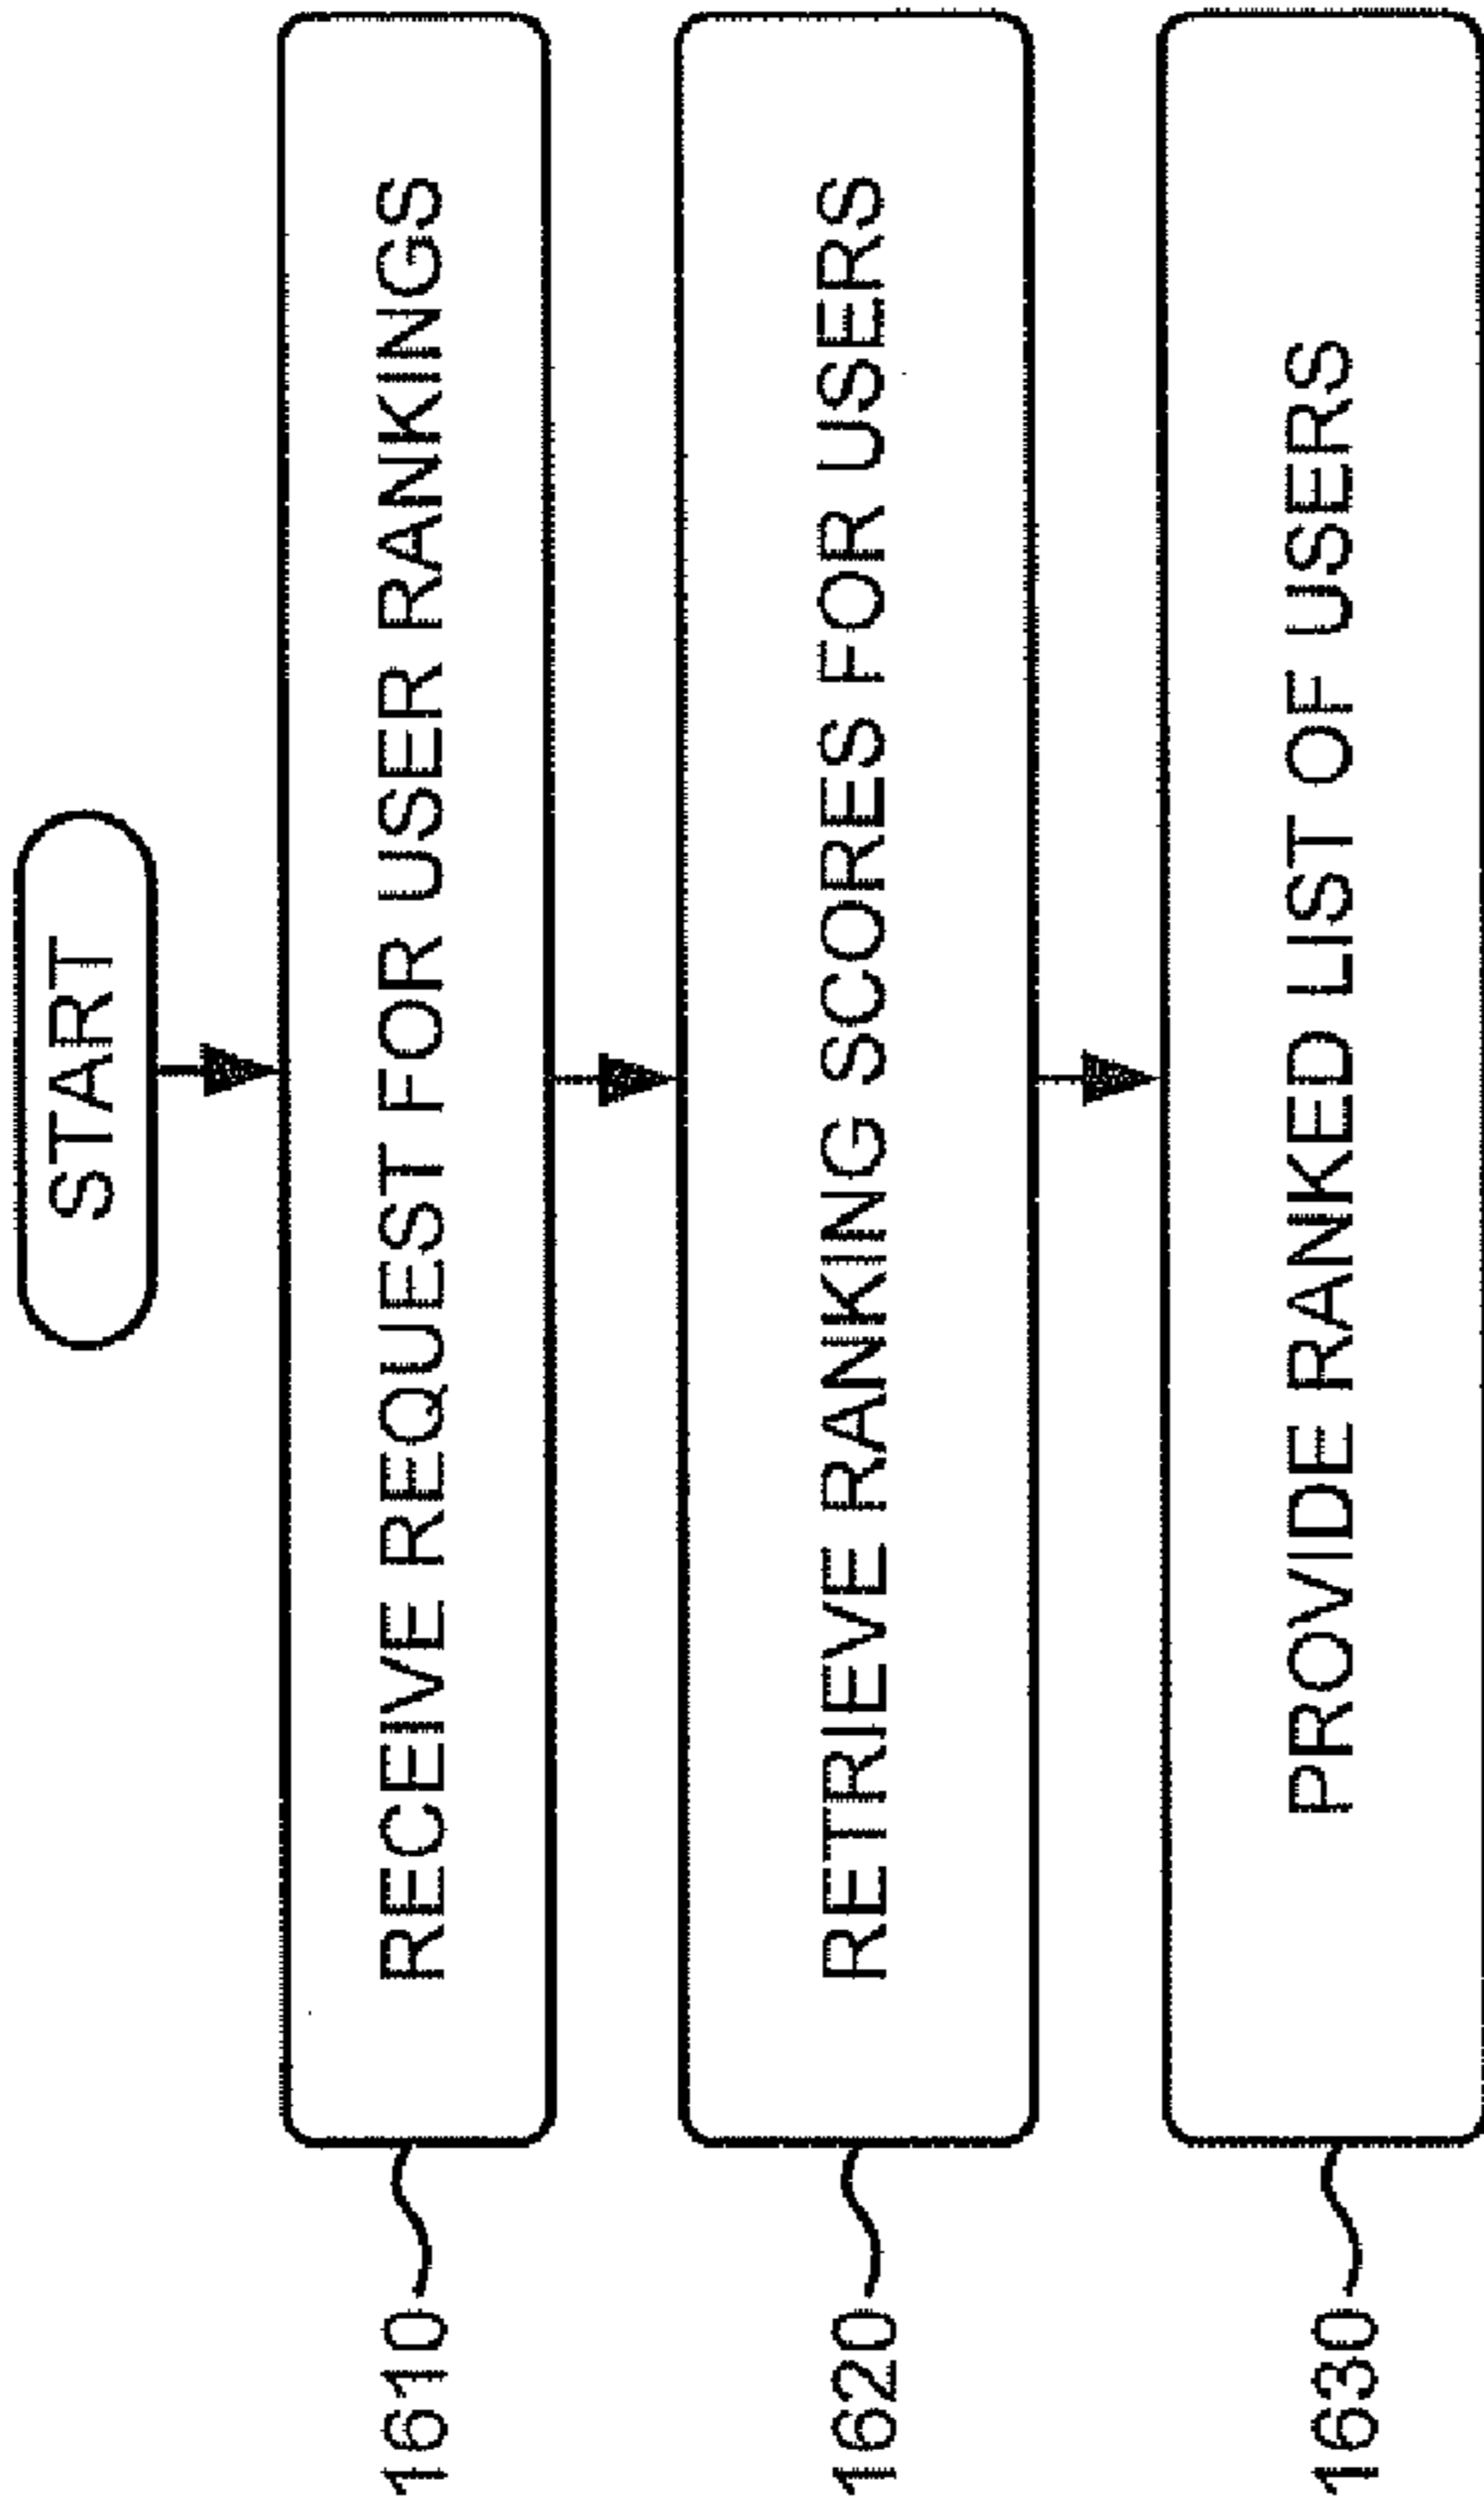 START
1610
RECEIVE REQUEST FOR USER RANKINGS
1620
RETRIEVE RANKING SCORES FOR USERS
1630
PROVIDE RANKED LIST OF USERS